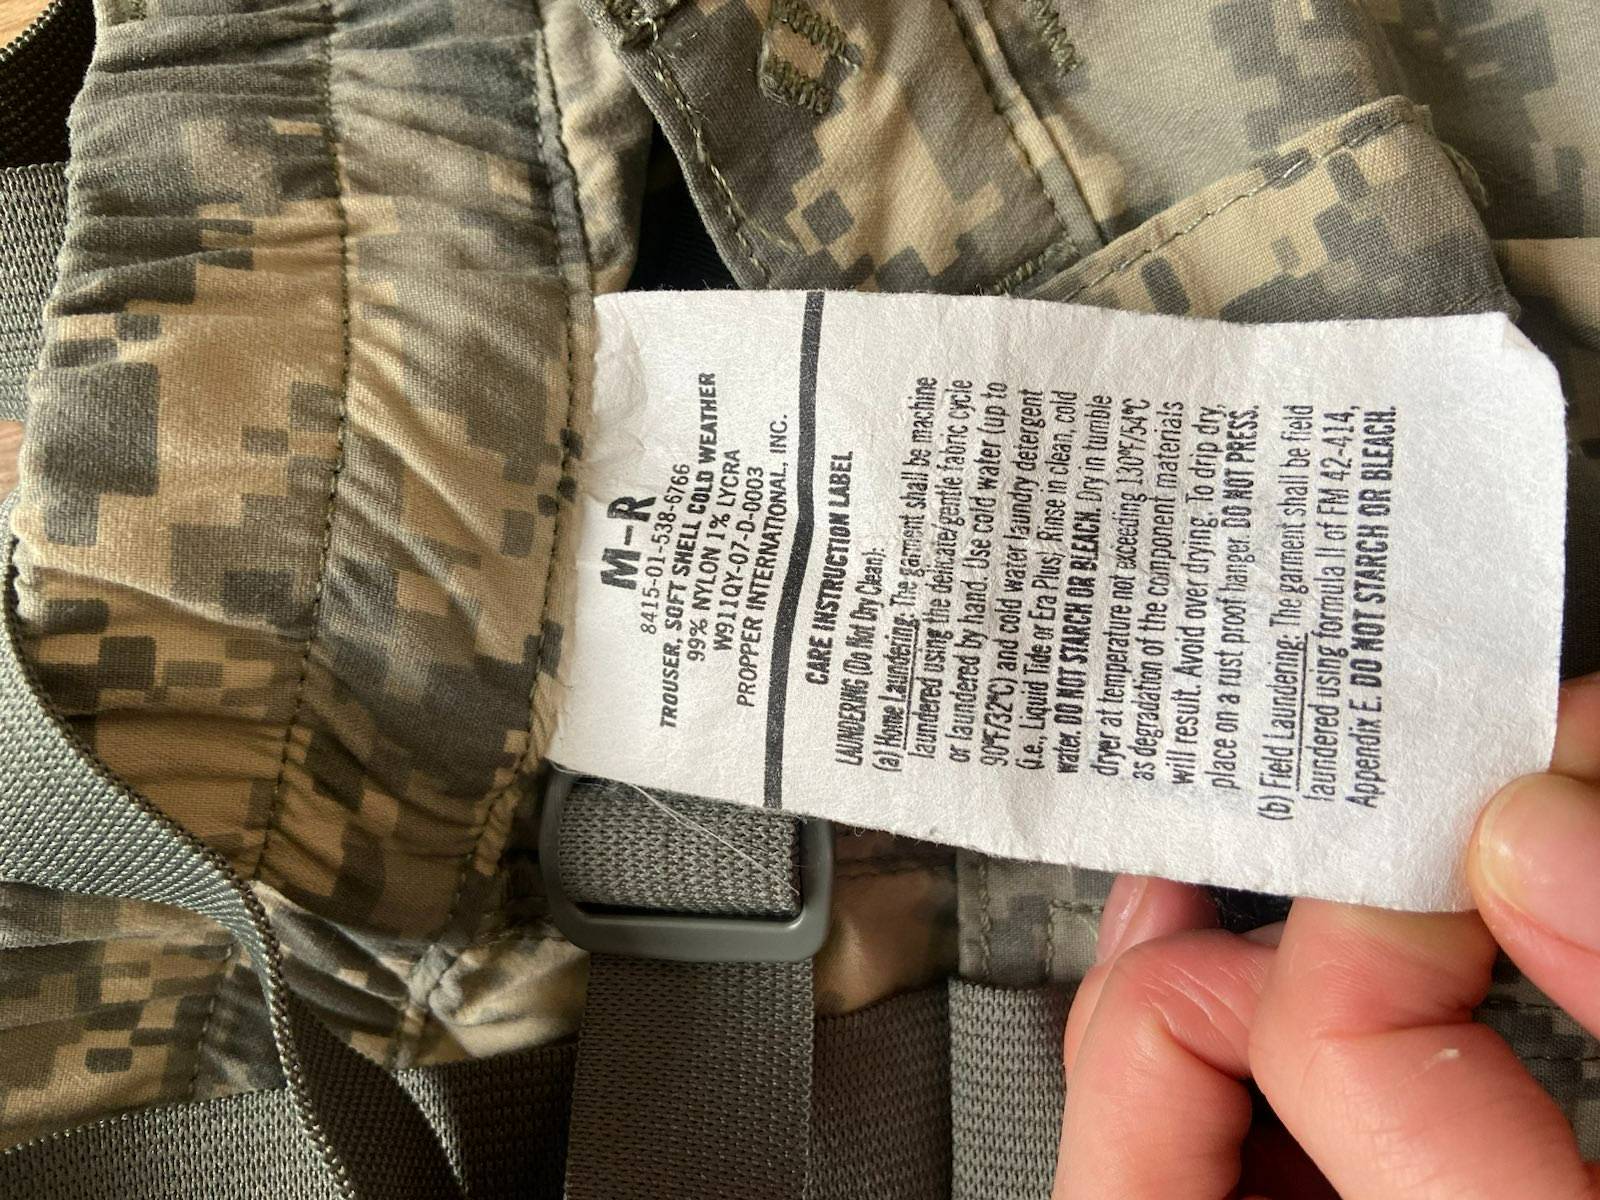 M-R
8415-01-538-6766
TROUSER, SOFT SHELL COLD WEATHER
99% NYLON 1% LYCRA
W911QY-07-D-0003
PROPPER INTERNATIONAL, INC.
CARE INSTRUCTION LABEL
LAUNDERING (Do Not Dry Clean):
(a) Home Laundering: The garment shall be machine
laundered using the delicate/gentle fabric cycle
or laundered by hand. Use cold water (up to
90°F/32°C) and cold water laundry detergent
(i.e. Liquid Tide or Era Plus) Rinse in clean, cold
water. DO NOT STARCH OR BLEACH. Dry in tumble
dryer at temperature not exceeding 130°F/54°C
as degradation of the component materials
will result. Avoid over drying. To drip dry,
place on a rust proof hanger. DO NOT PRESS.
(b) Field Laundering: The garment shall be field
laundered using formula II of FM 42-414,
Appendix E. DO NOT STARCH OR BLEACH.